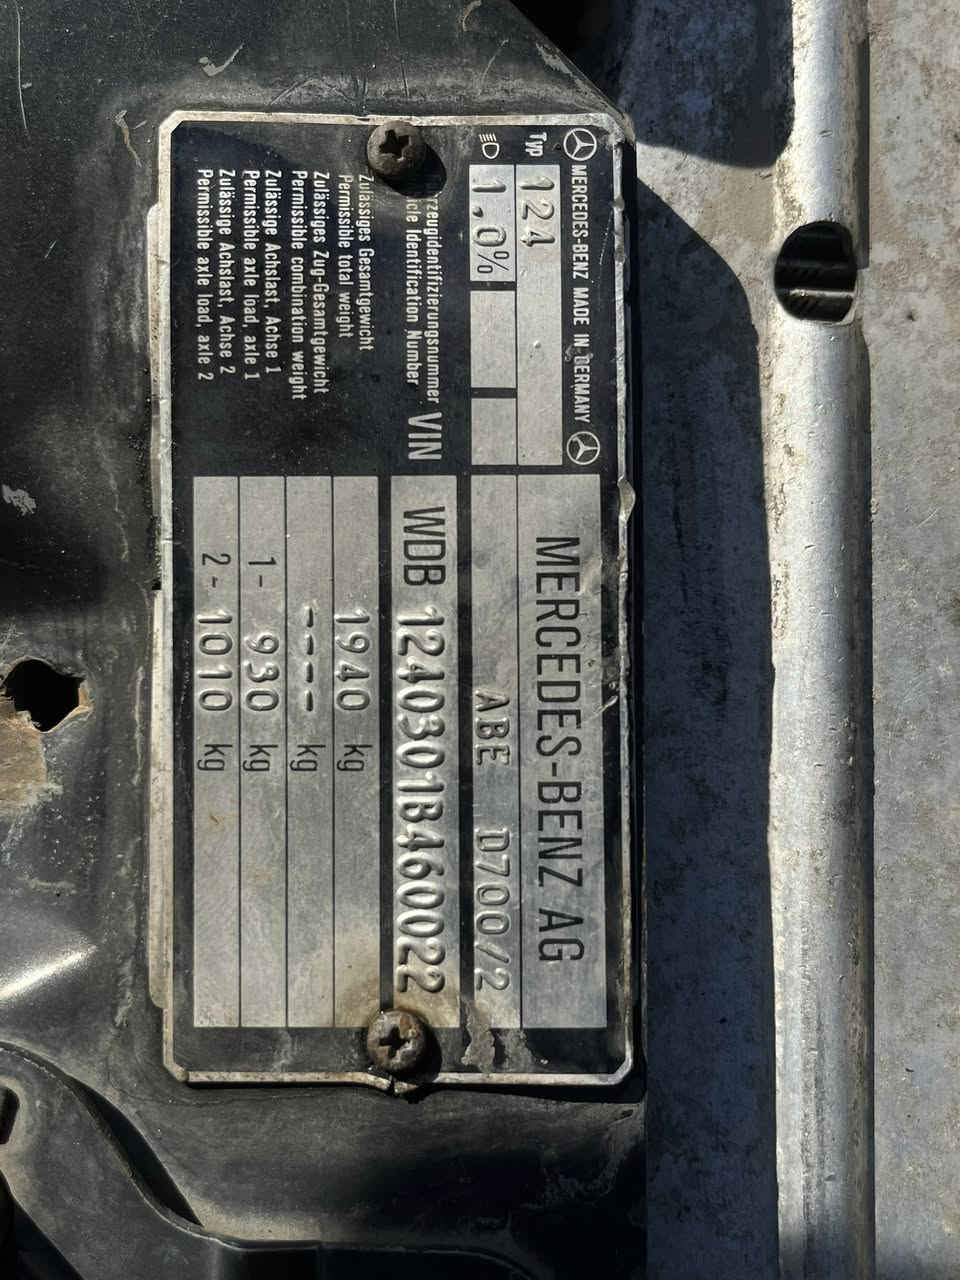 MERCEDES-BENZ MADE IN GERMANY
Typ 124
1.0%
MERCEDES-BENZ AG
ABE D700/2
zeugidentifizierungsnummer
Identification Number
VIN
WDB 1240301B460022
Zulässiges Gesamtgewicht
Permissible total weight
1940 kg
Zulässiges Zug-Gesamtgewicht
Permissible combination weight
---- kg
Zulässige Achslast, Achse 1
Permissible axle load, axle 1
1- 930 kg
Zulässige Achslast, Achse 2
Permissible axle load, axle 2
2- 1010 kg